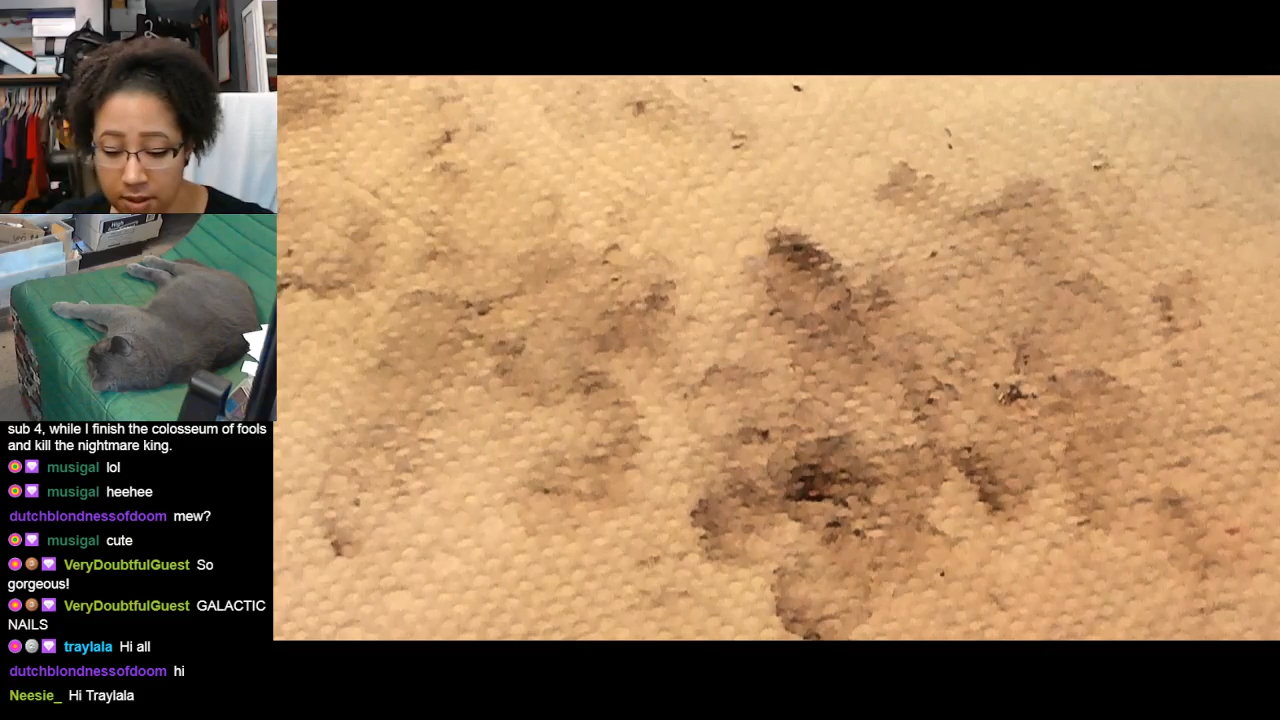 High
sub 4, while I finish the colosseum of fools
and kill the nightmare king.
musigal lol
musigal heehee
dutchblondnessofdoom mew?
musigal cute
VeryDoubtfulGuest So
gorgeous!
VeryDoubtfulGuest GALACTIC
NAILS
traylala Hi all
dutchblondnessofdoom hi
Neesie_ Hi Traylala